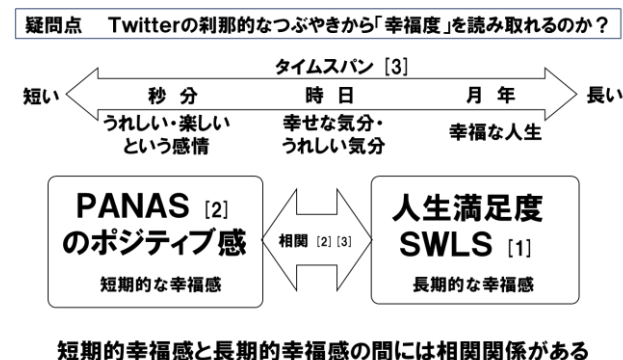 疑問点 Twitterの刹那的なつぶやきから「幸福度」を読み取れるのか？
タイムスパン [3]
短い 秒 分 時 日 月 年 長い
うれしい・楽しい
という感情
幸せな気分・
うれしい気分
幸福な人生
PANAS [2]
のポジティブ感
短期的な幸福感
相関 [2] [3]
人生満足度
SWLS [1]
長期的な幸福感
短期的幸福感と長期的幸福感の間には相関関係がある